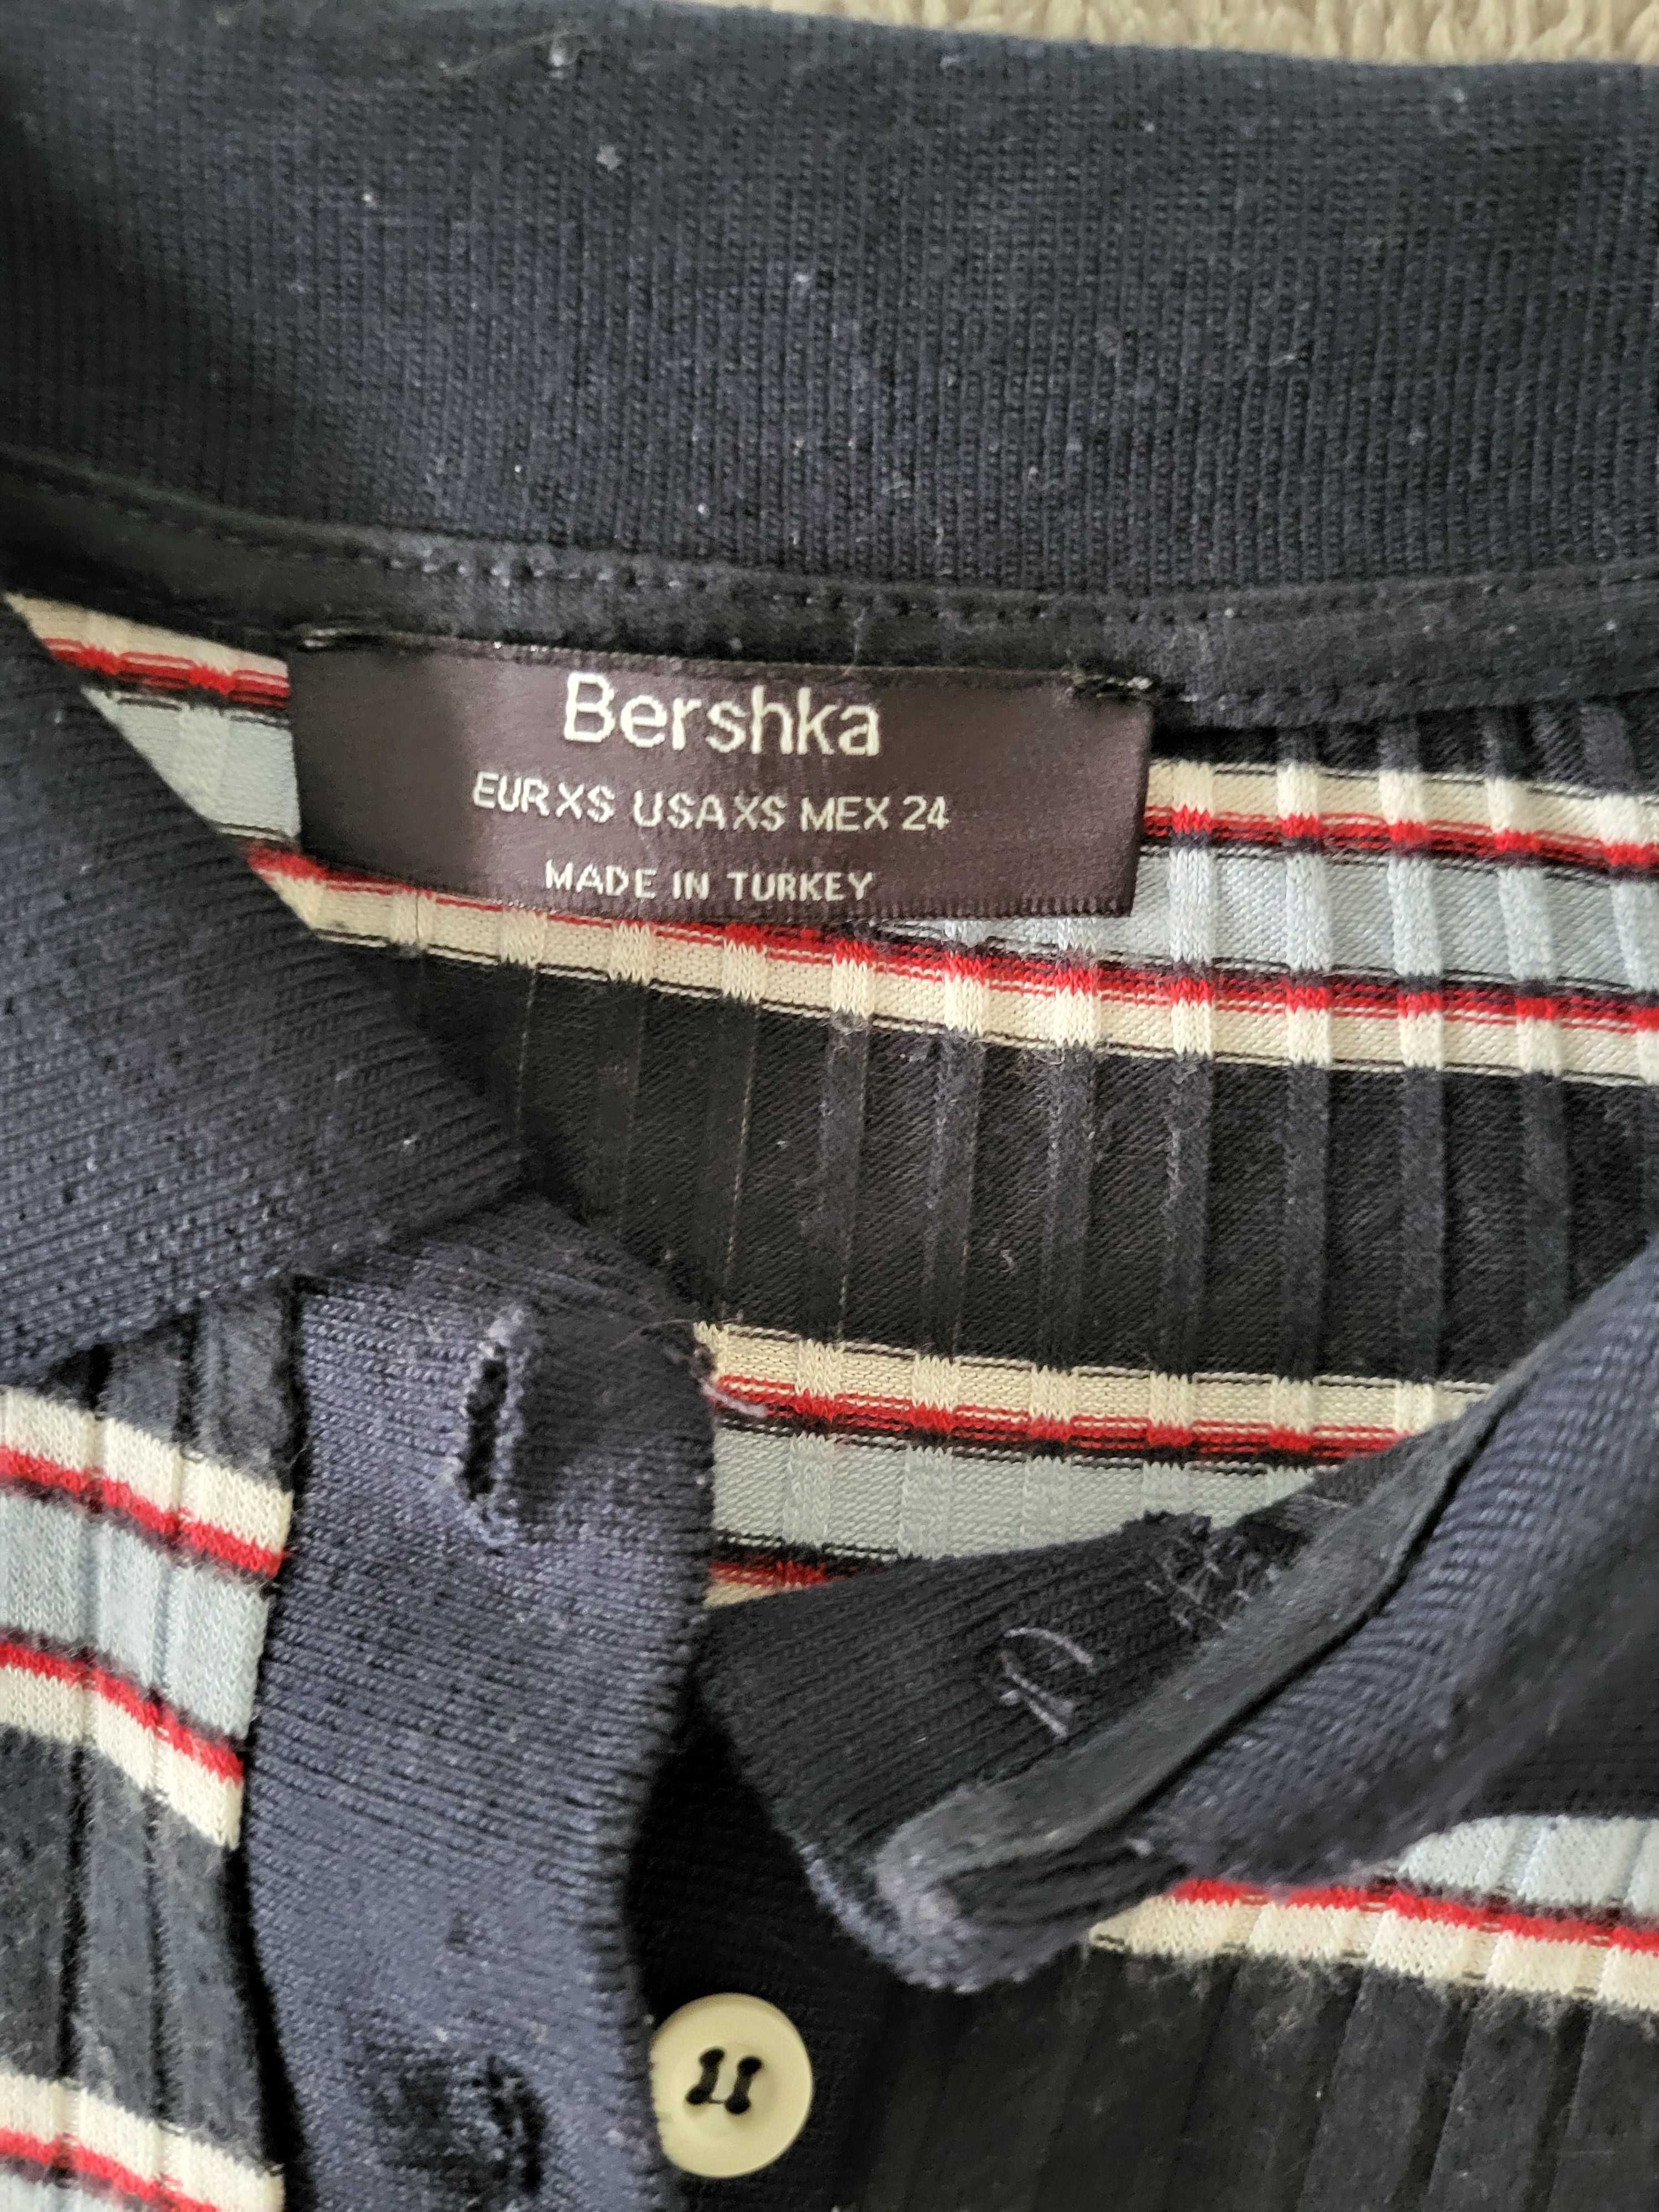 Bershka
EUR XS USA XS MEX 24
MADE IN TURKEY